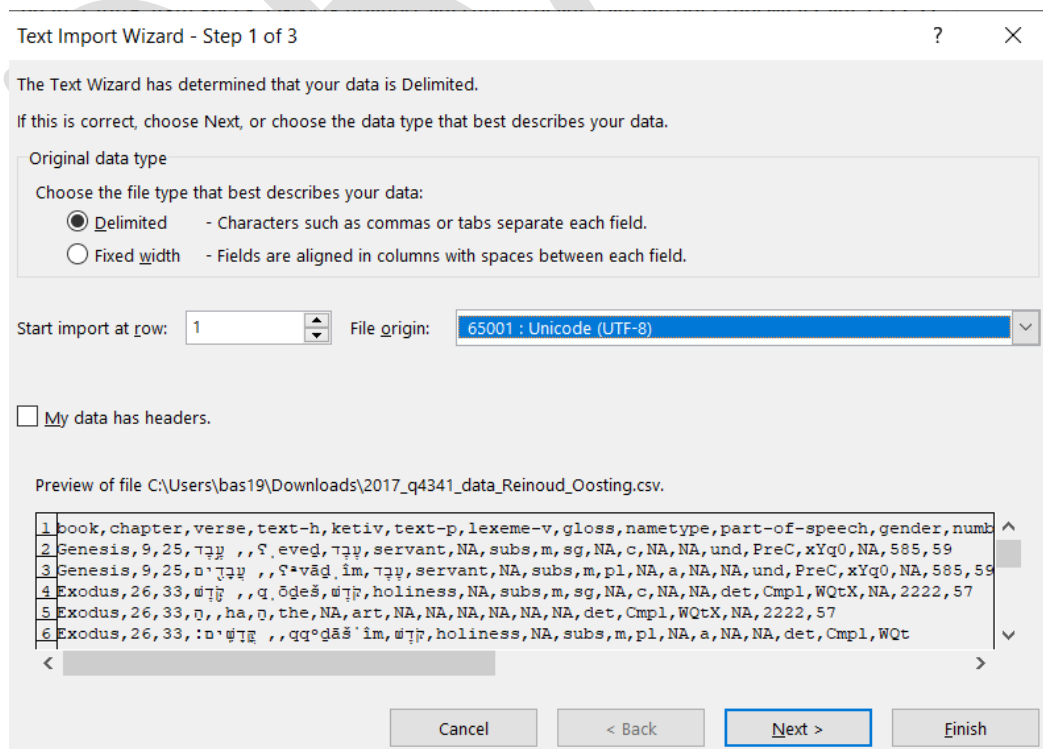 Text Import Wizard - Step 1 of 3
The Text Wizard has determined that your data is Delimited.
If this is correct, choose Next, or choose the data type that best describes your data.
Original data type
Choose the file type that best describes your data:
Delimited - Characters such as commas or tabs separate each field.
Fixed width - Fields are aligned in columns with spaces between each field.
Start import at row: 1 File origin: 65001 : Unicode (UTF-8)
My data has headers.
Preview of file C:\Users\bas19\Downloads\2017_q4341_data_Reinoud_Oosting.csv.
1 book,chapter,verse,text-h,ketiv,text-p,lexeme-v,gloss,nametype,part-of-speech,gender,numb
2 Genesis,9,25,עֶ֥בֶד ,,ʕˌeveḏ,עֶבֶד,servant,NA,subs,m,sg,NA,c,NA,NA,und,PreC,xYq0,NA,585,59
3 Genesis,9,25,עֲבָדִ֖ים ,,ʕᵃvāḏˌîm,עֶבֶד,servant,NA,subs,m,pl,NA,a,NA,NA,und,PreC,xYq0,NA,585,59
4 Exodus,26,33,קֹ֖דֶשׁ ,,qˌōḏeš,קֹדֶשׁ,holiness,NA,subs,m,sg,NA,c,NA,NA,det,Cmpl,WQtX,NA,2222,57
5 Exodus,26,33,הַ,,ha,הַ,the,NA,art,NA,NA,NA,NA,NA,NA,det,Cmpl,WQtX,NA,2222,57
6 Exodus,26,33,קֳּדָשִֽׁים׃ ,,qqᵒḏāšˈîm,קֹדֶשׁ,holiness,NA,subs,m,pl,NA,a,NA,NA,det,Cmpl,WQt
Cancel < Back Next > Finish